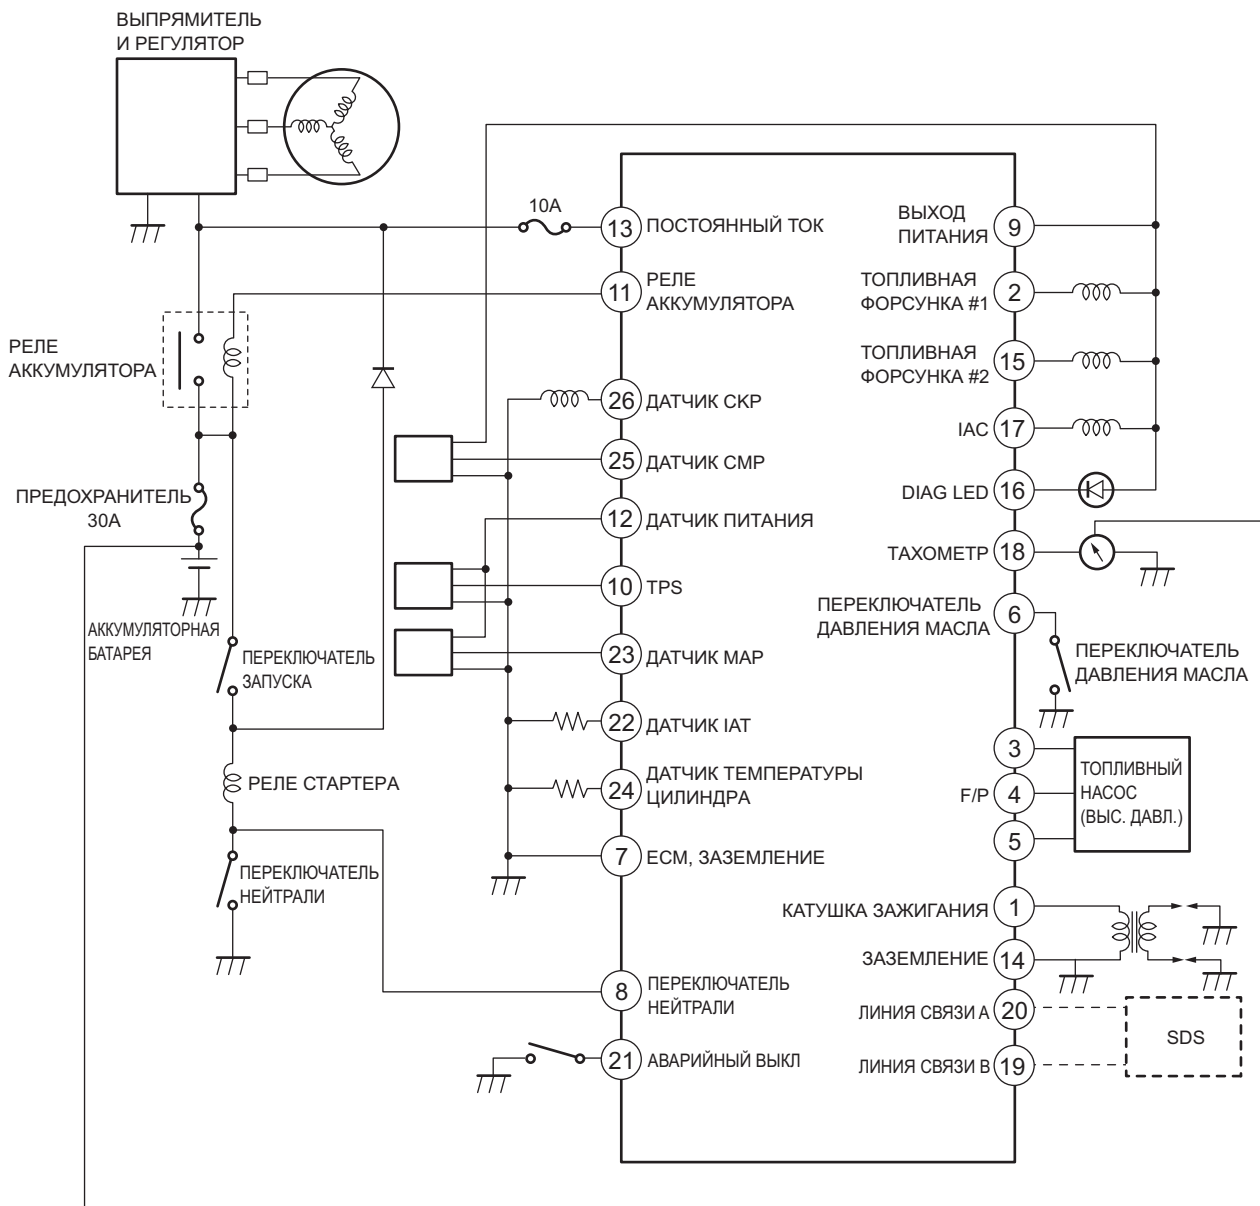 ВЫПРЯМИТЕЛЬ
И РЕГУЛЯТОР
10A
13
ПОСТОЯННЫЙ ТОК
ВЫХОД
ПИТАНИЯ
9
11
РЕЛЕ
АККУМУЛЯТОРА
ТОПЛИВНАЯ
ФОРСУНКА #1
2
РЕЛЕ
АККУМУЛЯТОРА
ТОПЛИВНАЯ
ФОРСУНКА #2
15
26
ДАТЧИК CKP
IAC
17
25
ДАТЧИК CMP
DIAG LED
16
ПРЕДОХРАНИТЕЛЬ
30A
12
ДАТЧИК ПИТАНИЯ
ТАХОМЕТР
18
10
TPS
ПЕРЕКЛЮЧАТЕЛЬ
ДАВЛЕНИЯ МАСЛА
6
АККУМУЛЯТОРНАЯ
БАТАРЕЯ
ПЕРЕКЛЮЧАТЕЛЬ
ЗАПУСКА
23
ДАТЧИК MAP
ПЕРЕКЛЮЧАТЕЛЬ
ДАВЛЕНИЯ МАСЛА
22
ДАТЧИК IAT
3
РЕЛЕ СТАРТЕРА
24
ДАТЧИК ТЕМПЕРАТУРЫ
ЦИЛИНДРА
F/P
4
5
ТОПЛИВНЫЙ
НАСОС
(ВЫС. ДАВЛ.)
7
ECM, ЗАЗЕМЛЕНИЕ
ПЕРЕКЛЮЧАТЕЛЬ
НЕЙТРАЛИ
КАТУШКА ЗАЖИГАНИЯ
1
ЗАЗЕМЛЕНИЕ
14
8
ПЕРЕКЛЮЧАТЕЛЬ
НЕЙТРАЛИ
ЛИНИЯ СВЯЗИ A
20
SDS
21
АВАРИЙНЫЙ ВЫКЛ
ЛИНИЯ СВЯЗИ B
19